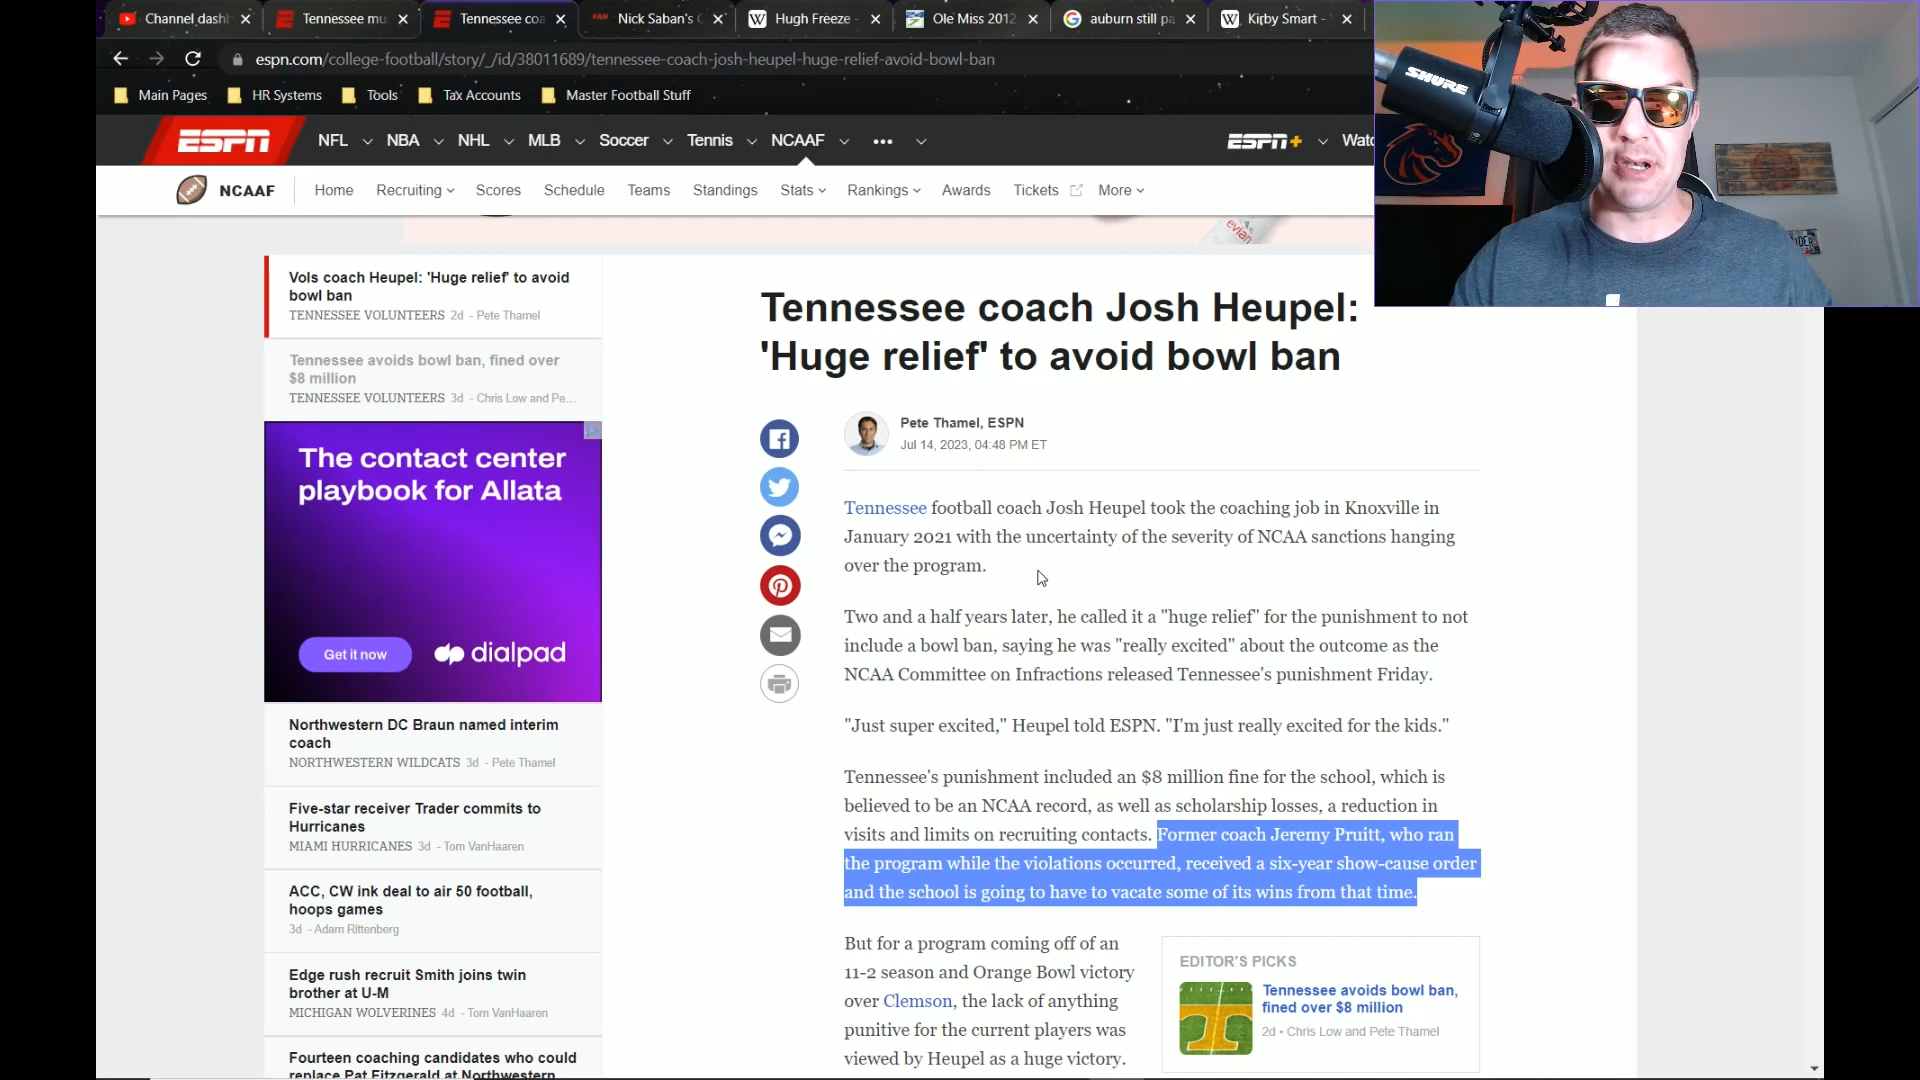 Channel dash
Tennessee mu
Tennessee coa
FAN
Nick Saban's C
Hugh Freeze -
Ole Miss 2012
auburn still pa
Kirby Smart -
espn.com/college-football/story/_/id/38011689/tennessee-coach-josh-heupel-huge-relief-avoid-bowl-ban
Main Pages
HR Systems
Tools
Tax Accounts
Master Football Stuff
SHURE
ESPN
NFL
NBA
NHL
MLB
Soccer
Tennis
NCAAF
•••
ESPN+
Watc
NCAAF
Home
Recruiting
Scores
Schedule
Teams
Standings
Stats
Rankings
Awards
Tickets
More
evian
Vols coach Heupel: 'Huge relief' to avoid
bowl ban
TENNESSEE VOLUNTEERS 2d - Pete Thamel
Tennessee avoids bowl ban, fined over
$8 million
TENNESSEE VOLUNTEERS 3d - Chris Low and Pe...
The contact center
playbook for Allata
Get it now
dialpad
Northwestern DC Braun named interim
coach
NORTHWESTERN WILDCATS 3d - Pete Thamel
Five-star receiver Trader commits to
Hurricanes
MIAMI HURRICANES 3d - Tom VanHaaren
ACC, CW ink deal to air 50 football,
hoops games
3d - Adam Rittenberg
Edge rush recruit Smith joins twin
brother at U-M
MICHIGAN WOLVERINES 4d - Tom VanHaaren
Fourteen coaching candidates who could
replace Pat Fitzgerald at Northwestern
Tennessee coach Josh Heupel:
'Huge relief' to avoid bowl ban
Pete Thamel, ESPN
Jul 14, 2023, 04:48 PM ET
Tennessee football coach Josh Heupel took the coaching job in Knoxville in
January 2021 with the uncertainty of the severity of NCAA sanctions hanging
over the program.
Two and a half years later, he called it a "huge relief" for the punishment to not
include a bowl ban, saying he was "really excited" about the outcome as the
NCAA Committee on Infractions released Tennessee's punishment Friday.
"Just super excited," Heupel told ESPN. "I'm just really excited for the kids."
Tennessee's punishment included an $8 million fine for the school, which is
believed to be an NCAA record, as well as scholarship losses, a reduction in
visits and limits on recruiting contacts. Former coach Jeremy Pruitt, who ran
the program while the violations occurred, received a six-year show-cause order
and the school is going to have to vacate some of its wins from that time.
But for a program coming off of an
11-2 season and Orange Bowl victory
over Clemson, the lack of anything
punitive for the current players was
viewed by Heupel as a huge victory.
EDITOR'S PICKS
Tennessee avoids bowl ban,
fined over $8 million
2d • Chris Low and Pete Thamel